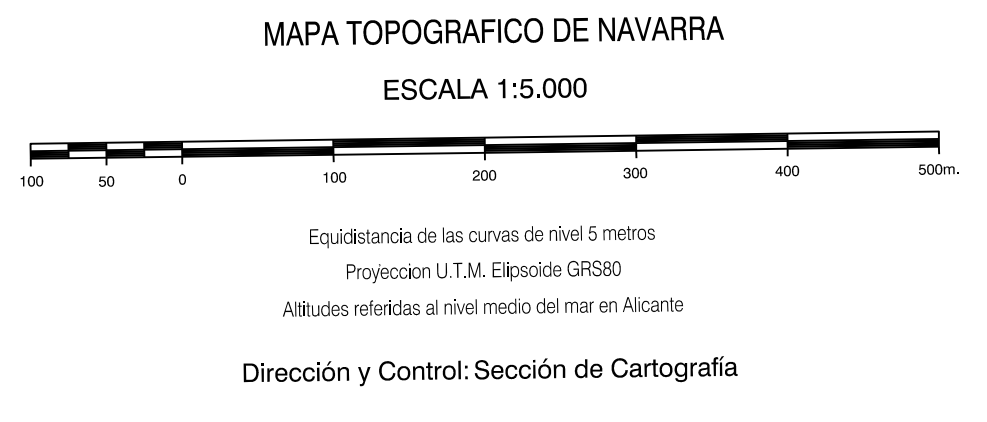 MAPA TOPOGRAFICO DE NAVARRA
ESCALA 1:5.000
100 50 0 100 200 300 400 500m.
Equidistancia de las curvas de nivel 5 metros
Proyeccion U.T.M. Elipsoide GRS80
Altitudes referidas al nivel medio del mar en Alicante
Dirección y Control: Sección de Cartografía